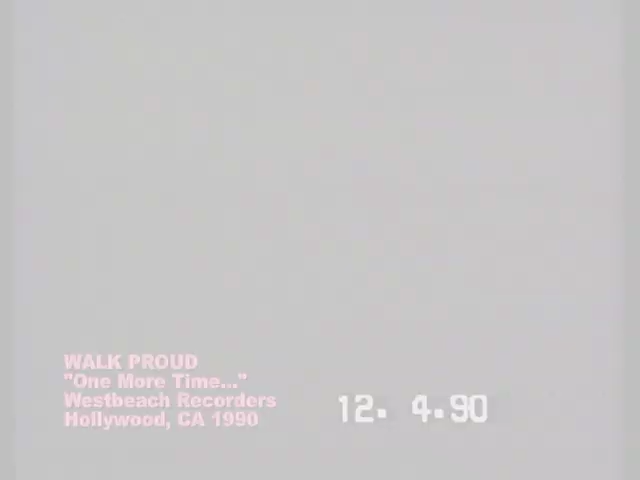 WALK PROUD
"One More Time..."
Westbeach Recorders
Hollywood, CA 1990
12. 4.90